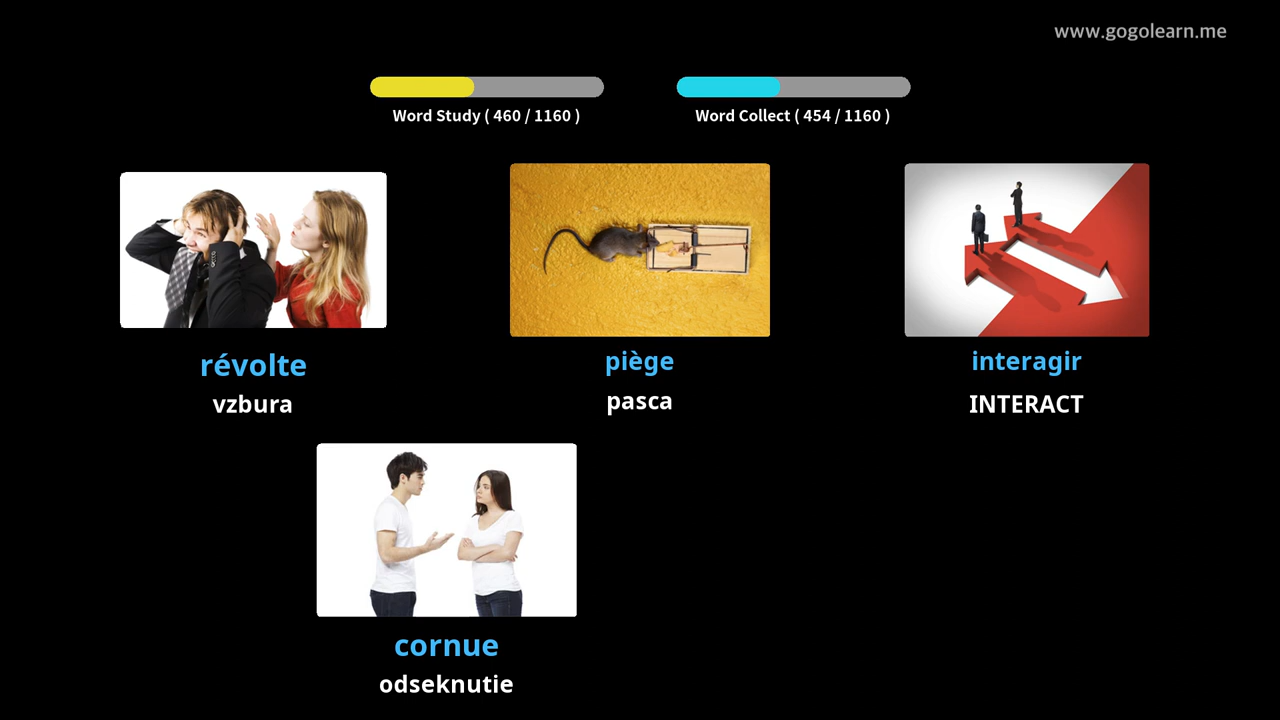 www.gogolearn.me
Word Study ( 460 / 1160 )
Word Collect ( 454 / 1160 )
révolte
vzbura
piège
pasca
interagir
INTERACT
cornue
odseknutie